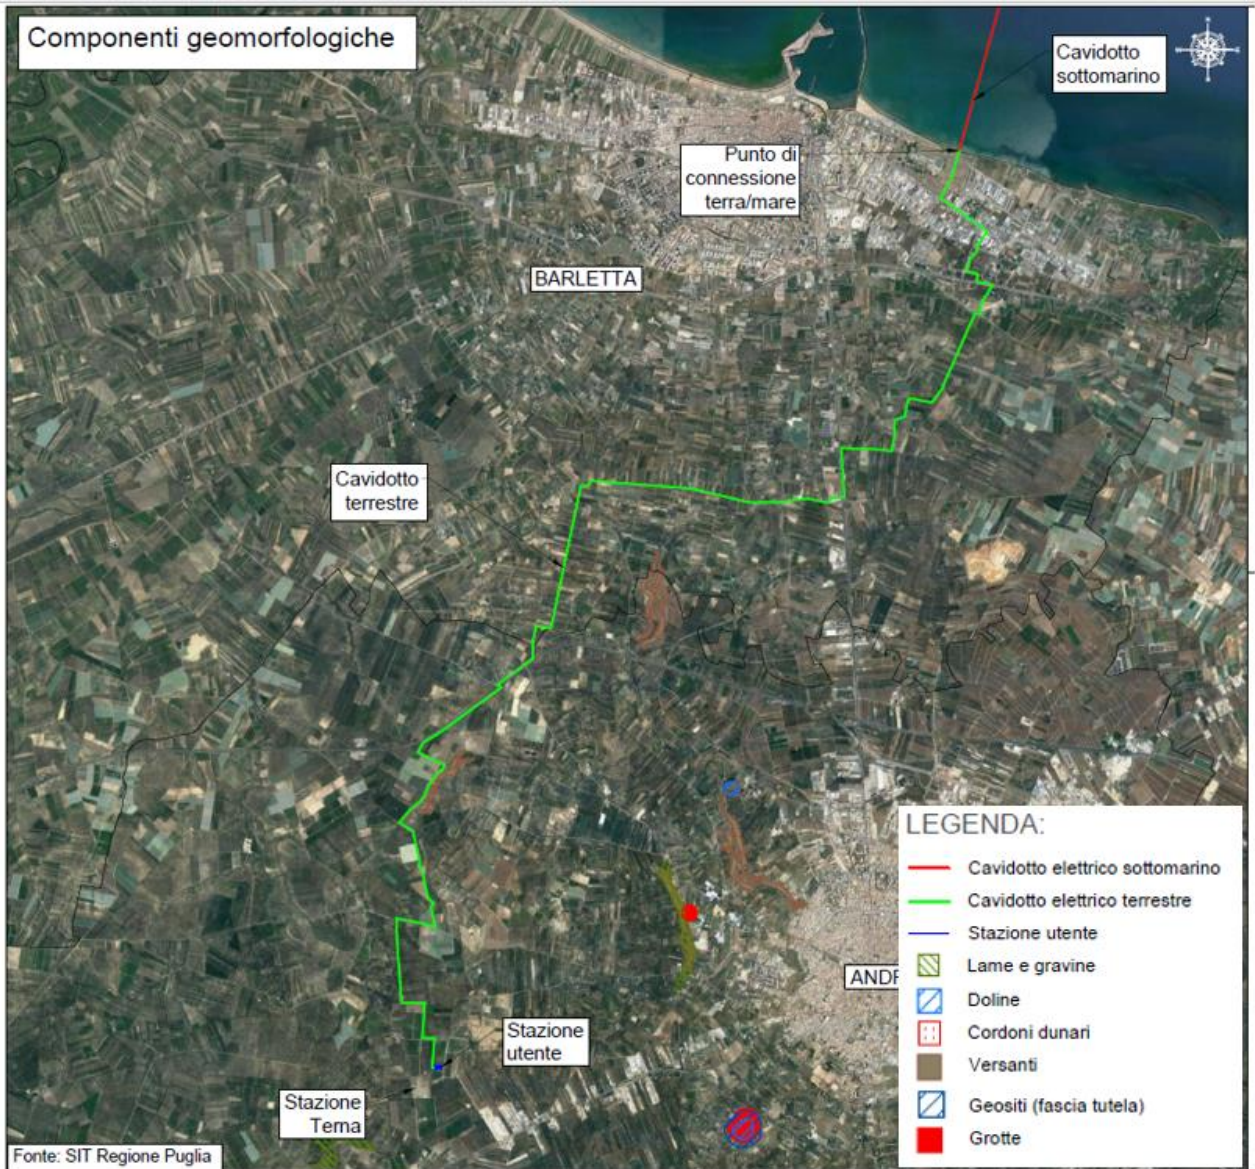 Componenti geomorfologiche
Cavidotto
sottomarino
Punto di
connessione
terra/mare
BARLETTA
Cavidotto
terrestre
ANDR
Stazione
utente
Stazione
Terna
Fonte: SIT Regione Puglia
LEGENDA:
Cavidotto elettrico sottomarino
Cavidotto elettrico terrestre
Stazione utente
Lame e gravine
Doline
Cordoni dunari
Versanti
Geositi (fascia tutela)
Grotte